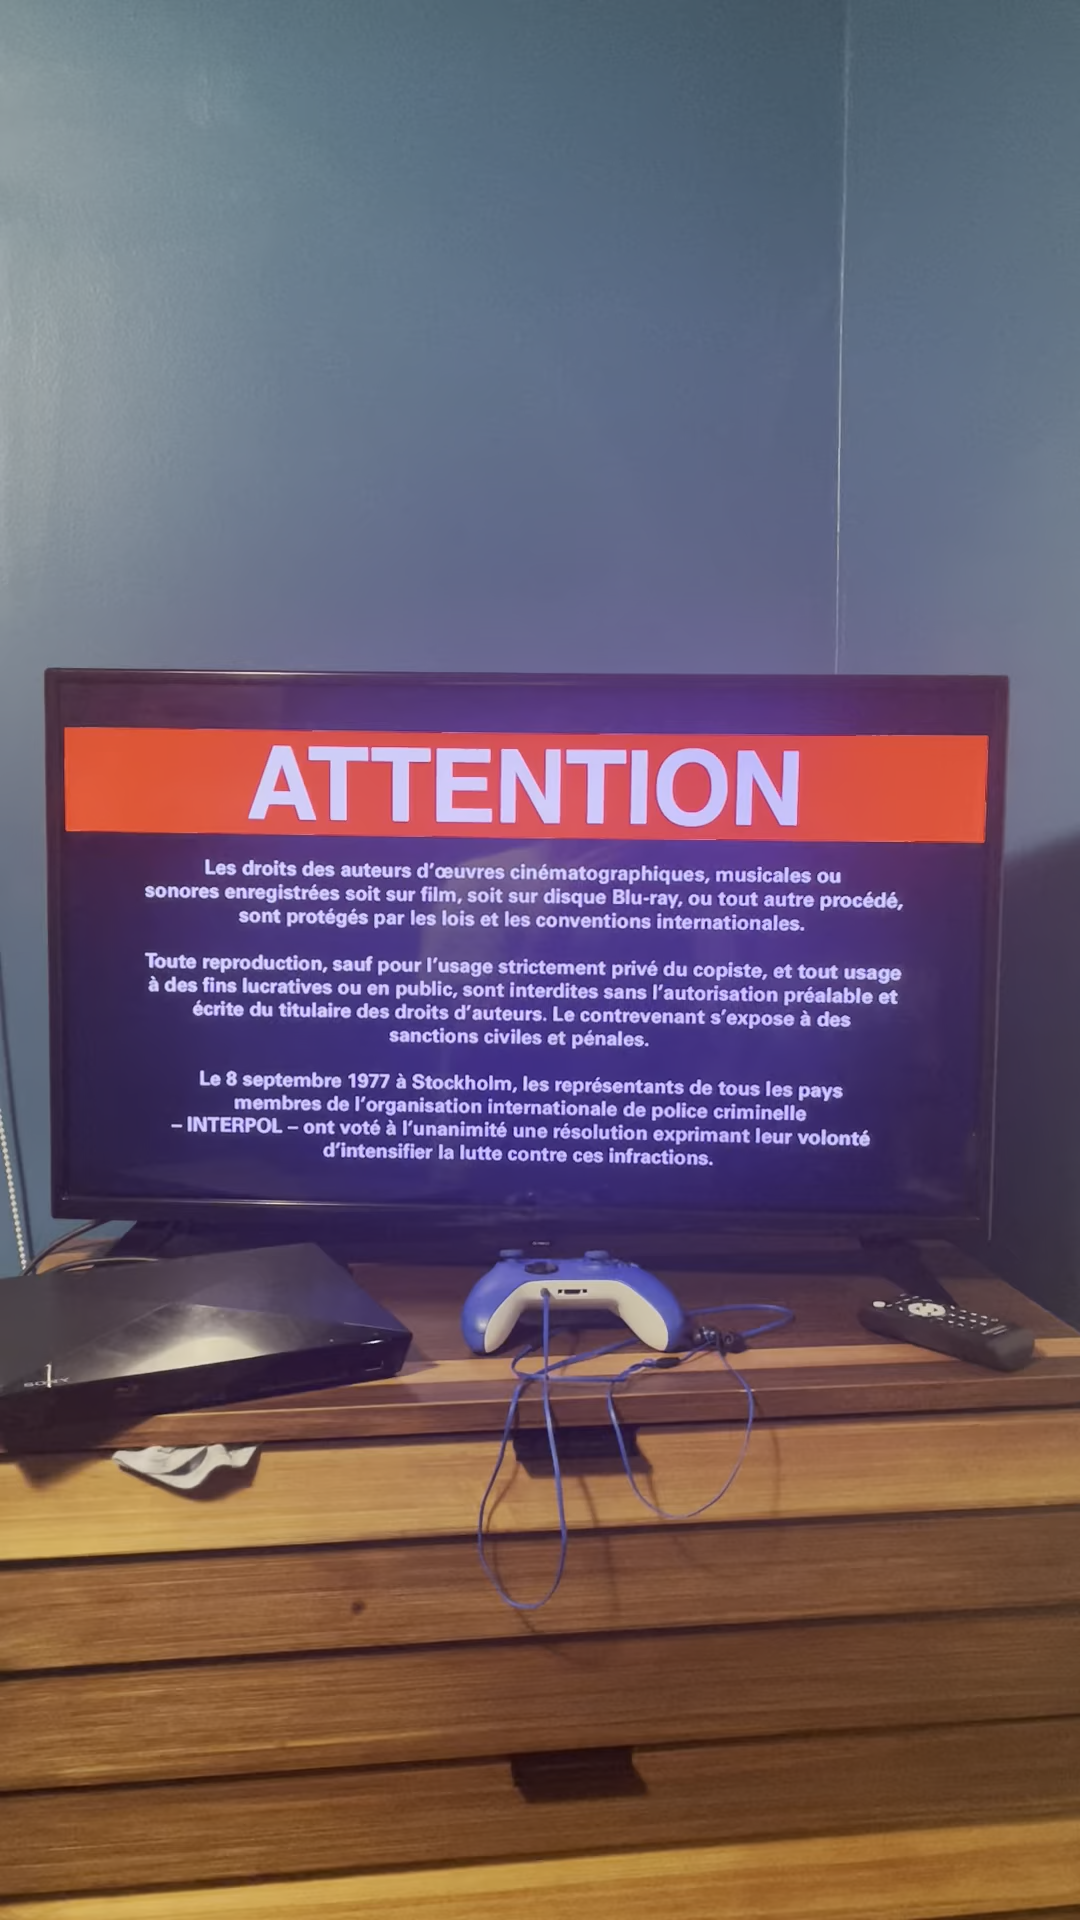 ATTENTION
Les droits des auteurs d'œuvres cinématographiques, musicales ou
sonores enregistrées soit sur film, soit sur disque Blu-ray, ou tout autre procédé,
sont protégés par les lois et les conventions internationales.
Toute reproduction, sauf pour l'usage strictement privé du copiste, et tout usage
à des fins lucratives ou en public, sont interdites sans l'autorisation préalable et
écrite du titulaire des droits d'auteurs. Le contrevenant s'expose à des
sanctions civiles et pénales.
Le 8 septembre 1977 à Stockholm, les représentants de tous les pays
membres de l'organisation internationale de police criminelle
– INTERPOL – ont voté à l'unanimité une résolution exprimant leur volonté
d'intensifier la lutte contre ces infractions.
SONY